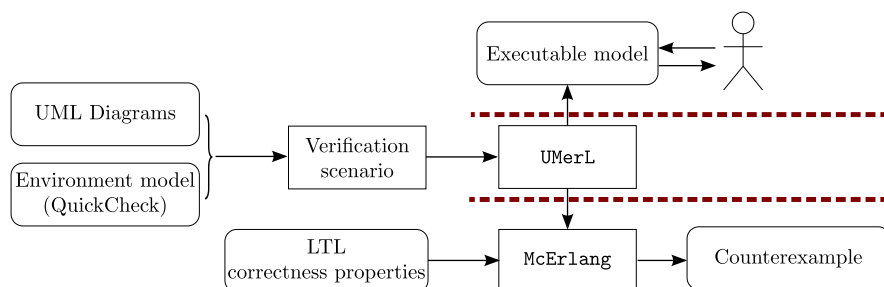 Executable model
UML Diagrams
Verification
scenario
UMerL
Environment model
(QuickCheck)
LTL
correctness properties
McErlang
Counterexample